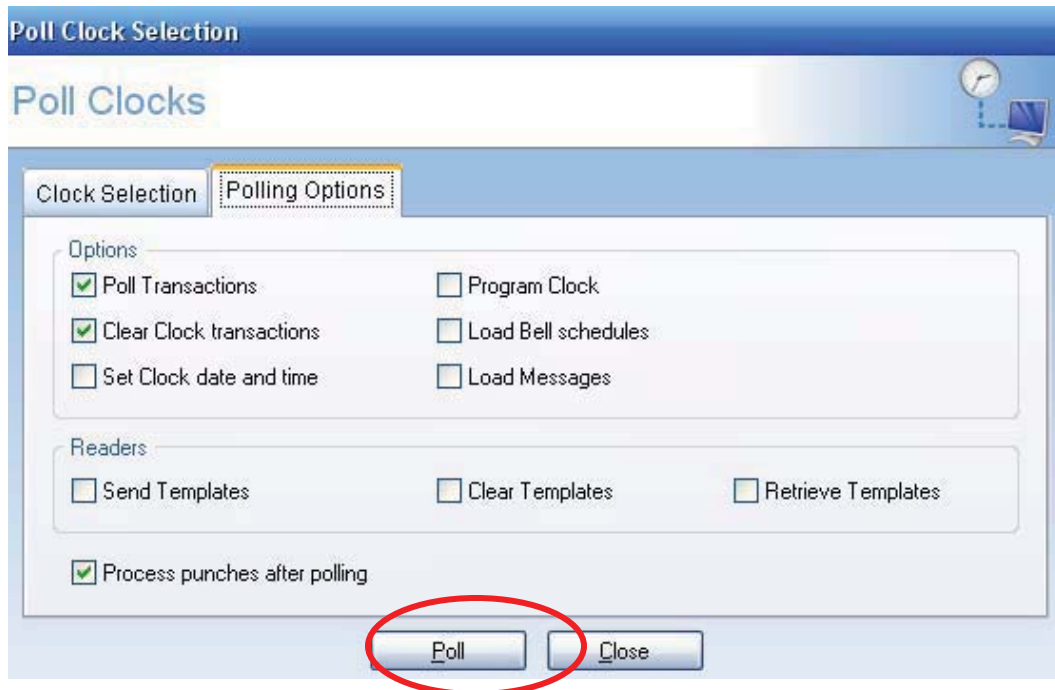 Poll Clock Selection
Poll Clocks
Clock Selection Polling Options
Options
Poll Transactions Program Clock
Clear Clock transactions Load Bell schedules
Set Clock date and time Load Messages
Readers
Send Templates Clear Templates Retrieve Templates
Process punches after polling
Poll Close